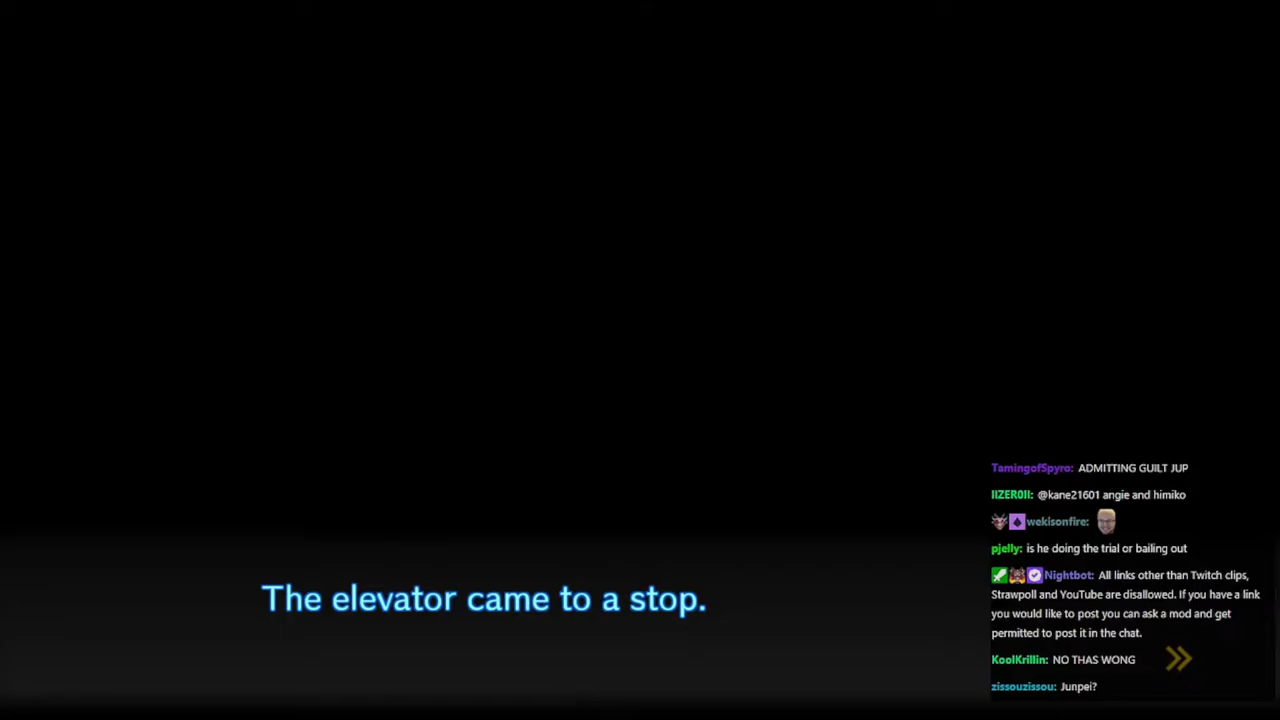 TamingofSpyro: ADMITTING GUILT JUP
IIZER0II: @kane21601 angie and himiko
wekisonfire:
pjelly: is he doing the trial or bailing out
Nightbot: All links other than Twitch clips,
Strawpoll and YouTube are disallowed. If you have a link
you would like to post you can ask a mod and get
permitted to post it in the chat.
KoolKrillin: NO THAS WONG
zissouzissou: Junpei?
The elevator came to a stop.